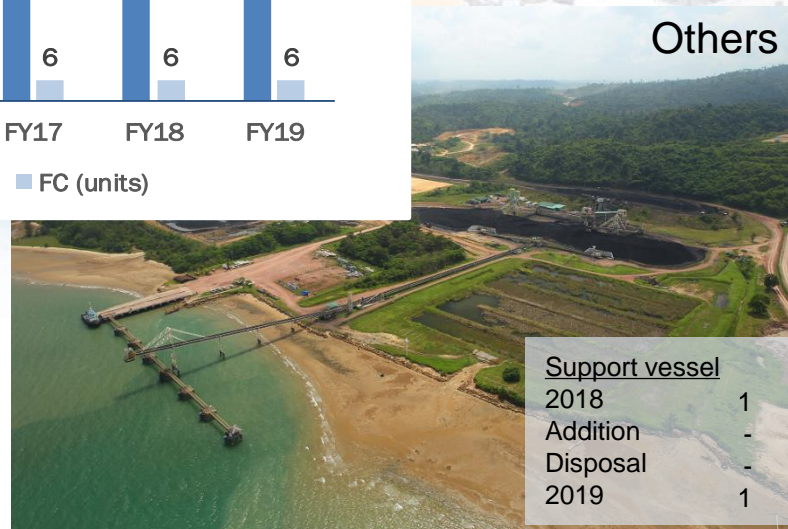 Others
6 6 6
FY17 FY18 FY19
FC (units)
Support vessel
2018 1
Addition -
Disposal -
2019 1